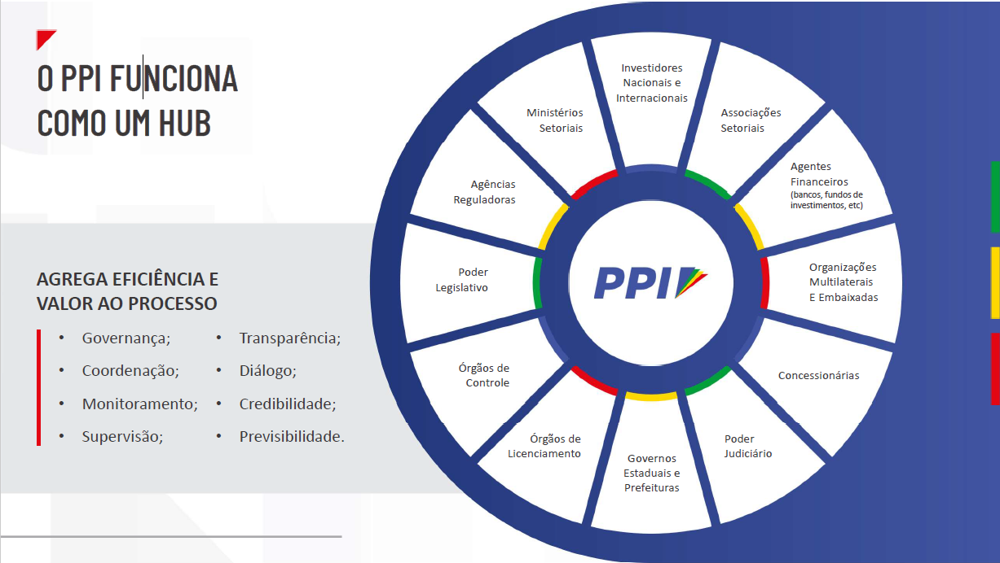 O PPI FUNCIONA
COMO UM HUB
AGREGA EFICIÊNCIA E
VALOR AO PROCESSO
• Governança;
• Coordenação;
• Monitoramento;
• Supervisão;
• Transparência;
• Diálogo;
• Credibilidade;
• Previsibilidade.
Investidores
Nacionais e
Internacionais
Associações
Setoriais
Agentes
Financeiros
(bancos, fundos de
investimentos, etc)
Organizações
Multilaterais
E Embaixadas
Concessionárias
Poder
Judiciário
Governos
Estaduais e
Prefeituras
Órgãos de
Licenciamento
Órgãos de
Controle
Poder
Legislativo
Agências
Reguladoras
Ministérios
Setoriais
PPI